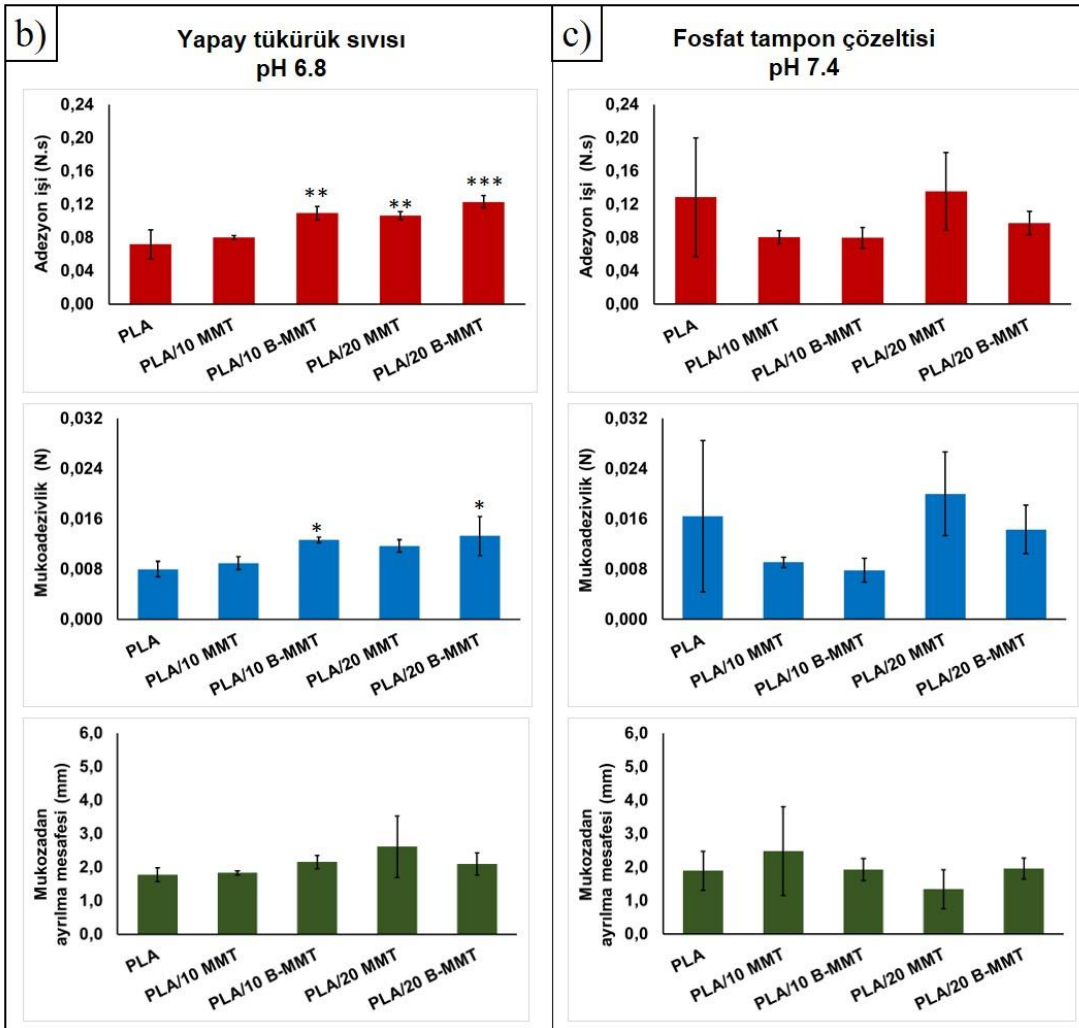 b)
Yapay tükürük sıvısı
pH 6.8
Adezyon işi (N.s)
0,24
0,20
0,16
0,12
0,08
0,04
0,00
**
**
***
PLA
PLA/10 MMT
PLA/10 B-MMT
PLA/20 MMT
PLA/20 B-MMT
Mukoadezivlik (N)
0,032
0,024
0,016
0,008
0,000
*
*
PLA
PLA/10 MMT
PLA/10 B-MMT
PLA/20 MMT
PLA/20 B-MMT
Mukozadan
ayrılma mesafesi (mm)
6,0
5,0
4,0
3,0
2,0
1,0
0,0
PLA
PLA/10 MMT
PLA/10 B-MMT
PLA/20 MMT
PLA/20 B-MMT
c)
Fosfat tampon çözeltisi
pH 7.4
Adezyon işi (N.s)
0,24
0,20
0,16
0,12
0,08
0,04
0,00
PLA
PLA/10 MMT
PLA/10 B-MMT
PLA/20 MMT
PLA/20 B-MMT
Mukoadezivlik (N)
0,032
0,024
0,016
0,008
0,000
PLA
PLA/10 MMT
PLA/10 B-MMT
PLA/20 MMT
PLA/20 B-MMT
Mukozadan
ayrılma mesafesi (mm)
6,0
5,0
4,0
3,0
2,0
1,0
0,0
PLA
PLA/10 MMT
PLA/10 B-MMT
PLA/20 MMT
PLA/20 B-MMT